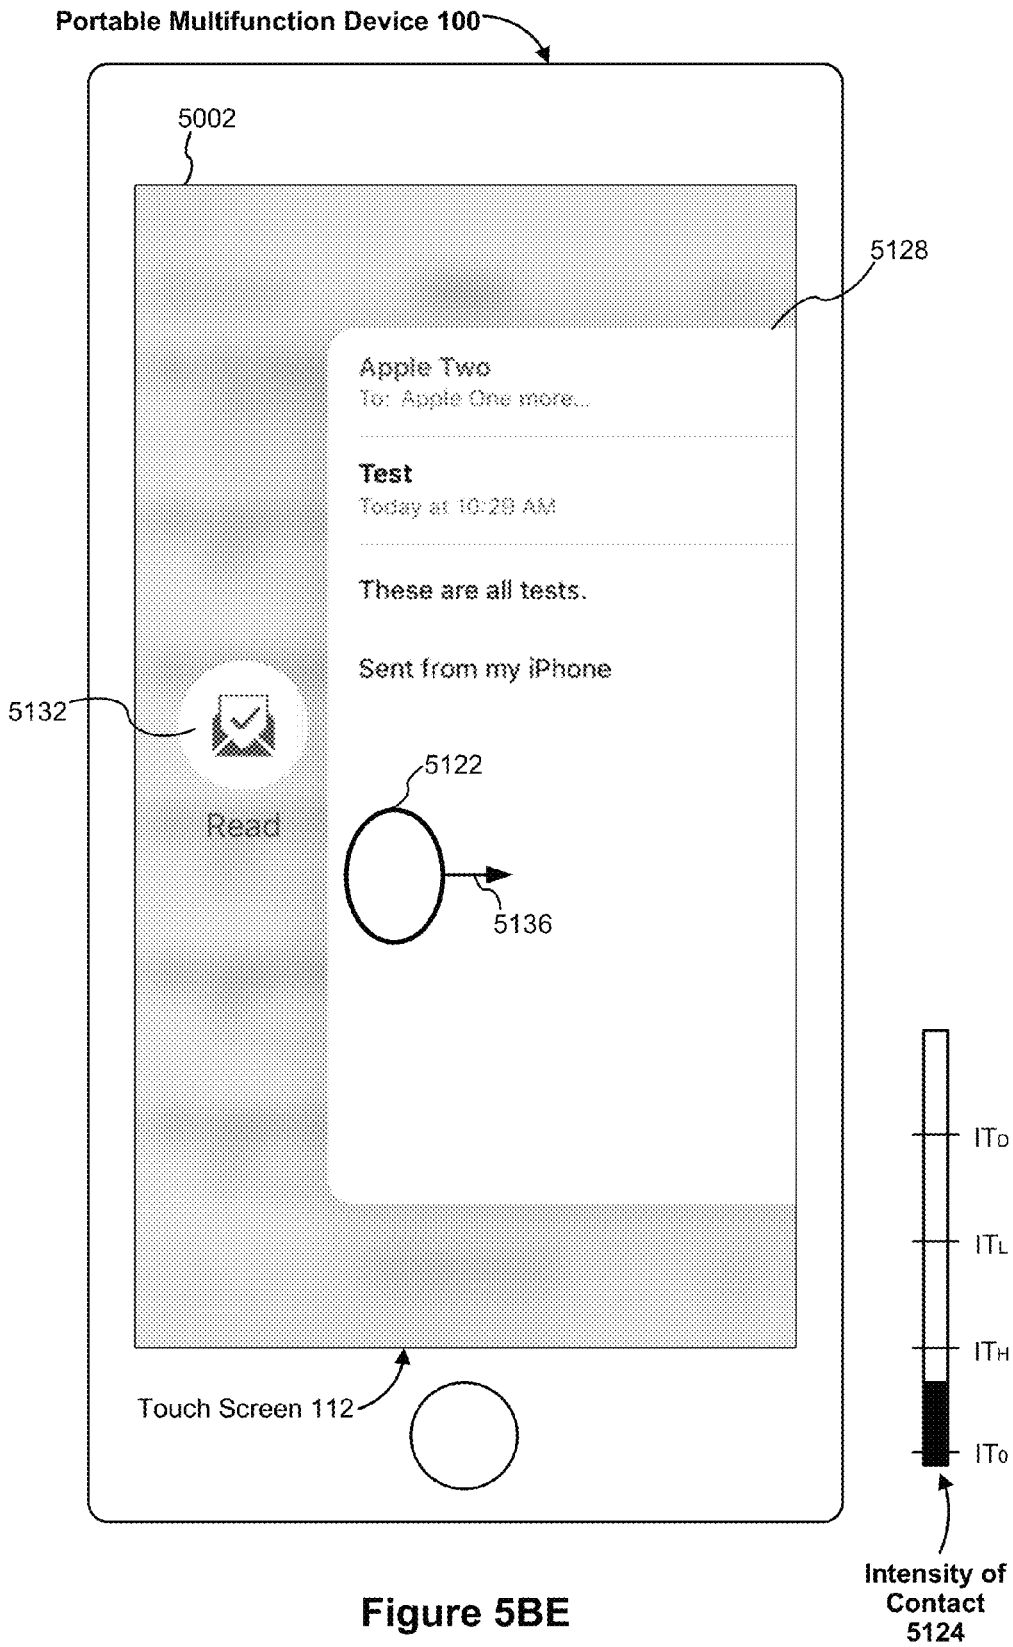 Portable Multifunction Device 100
5002
5128
Apple Two
To: Apple One more...
Test
Today at 10:28 AM
These are all tests.
Sent from my iPhone
5132
5122
Read
5136
ITD
ITL
ITH
IT0
Touch Screen 112
Intensity of
Contact
5124
Figure 5BE